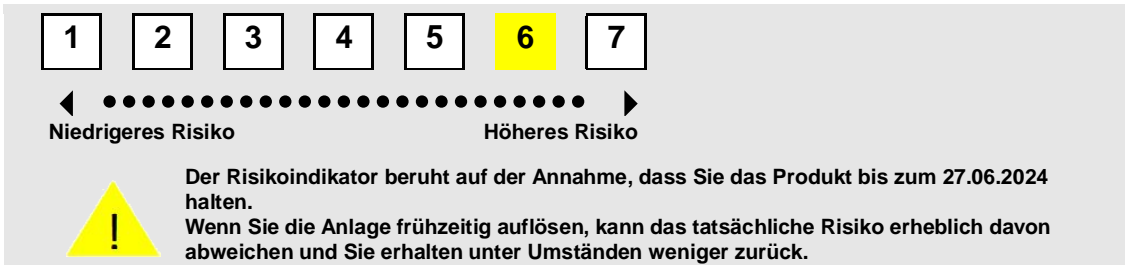 1 2 3 4 5 6 7
Niedrigeres Risiko Höheres Risiko
Der Risikoindikator beruht auf der Annahme, dass Sie das Produkt bis zum 27.06.2024
halten.
Wenn Sie die Anlage frühzeitig auflösen, kann das tatsächliche Risiko erheblich davon
abweichen und Sie erhalten unter Umständen weniger zurück.
!